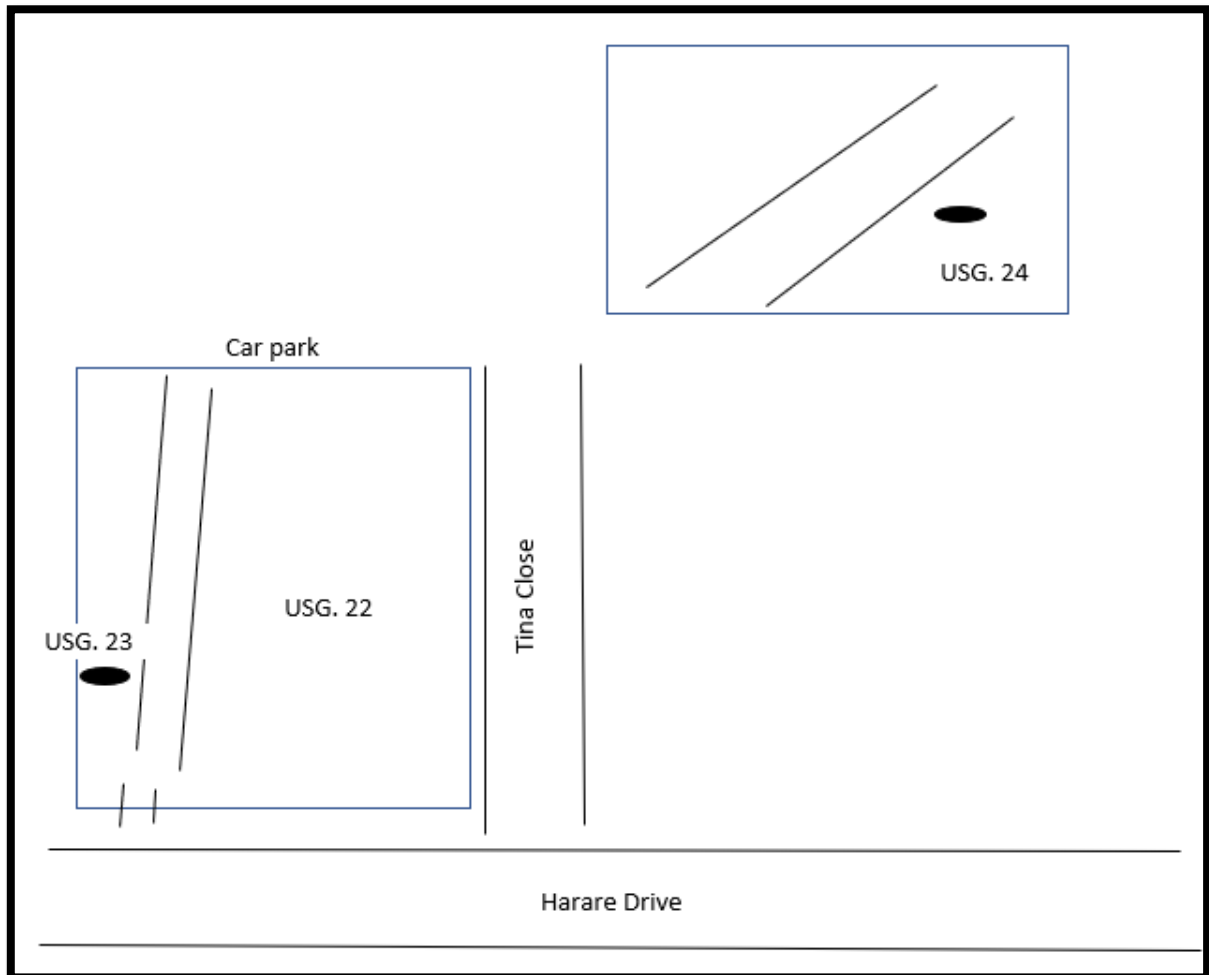 USG. 24
Car park
USG. 22
USG. 23
Tina Close
Harare Drive